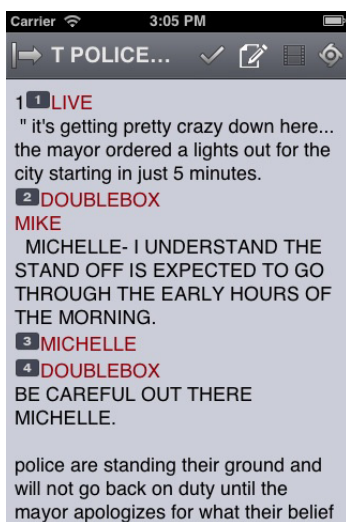 Carrier 3:05 PM
T POLICE...
1 1 LIVE
" it's getting pretty crazy down here...
the mayor ordered a lights out for the
city starting in just 5 minutes.
2 DOUBLEBOX
MIKE
MICHELLE- I UNDERSTAND THE
STAND OFF IS EXPECTED TO GO
THROUGH THE EARLY HOURS OF
THE MORNING.
3 MICHELLE
4 DOUBLEBOX
BE CAREFUL OUT THERE
MICHELLE.
police are standing their ground and
will not go back on duty until the
mayor apologizes for what their belief